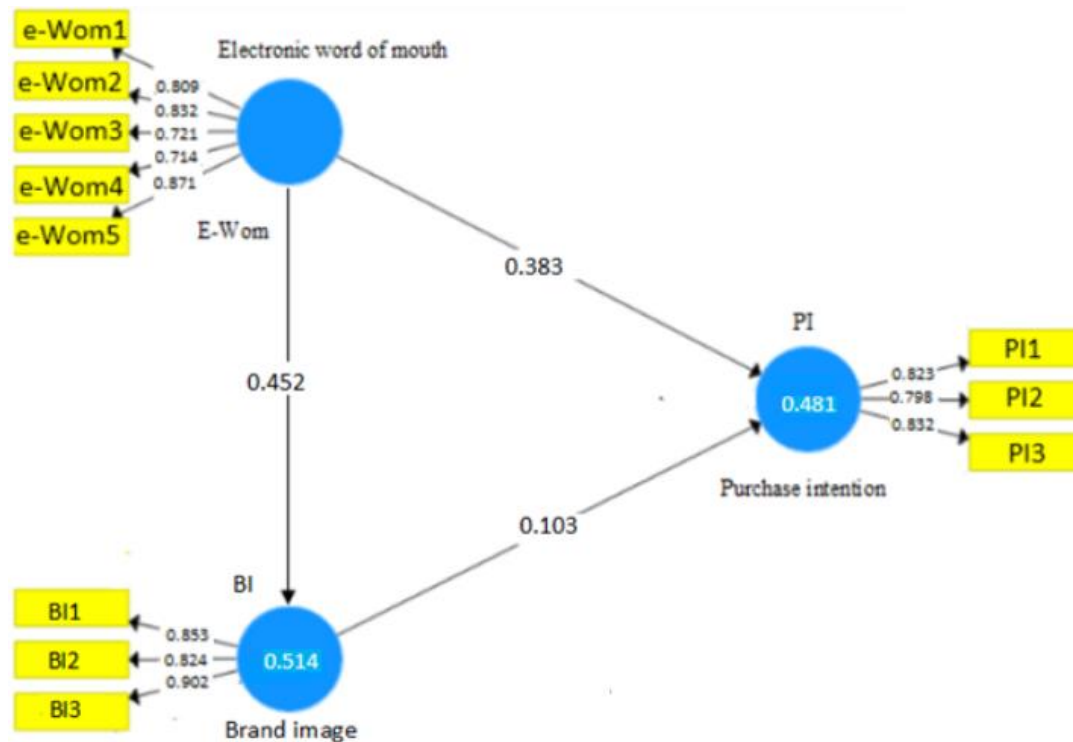 e-Wom1
e-Wom2
e-Wom3
e-Wom4
e-Wom5
0.809
0.832
0.721
0.714
0.871
Electronic word of mouth
E-Wom
0.383
0.452
PI
0.481
Purchase intention
0.823
0.798
0.832
PI1
PI2
PI3
0.103
BI
0.514
Brand image
BI1
BI2
BI3
0.853
0.824
0.902